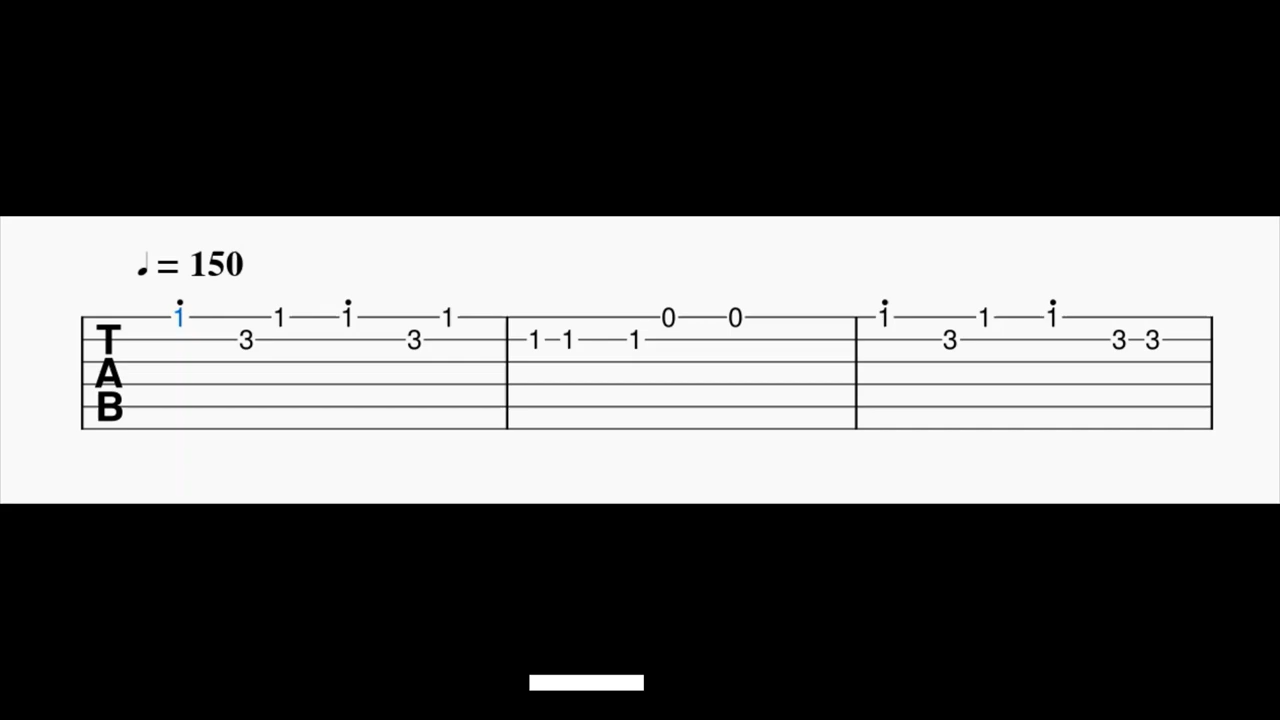 ♩ = 150
1 1 1 1 0 0 1 1 1
T 3 3 1 1 1 3 3 3
A
B